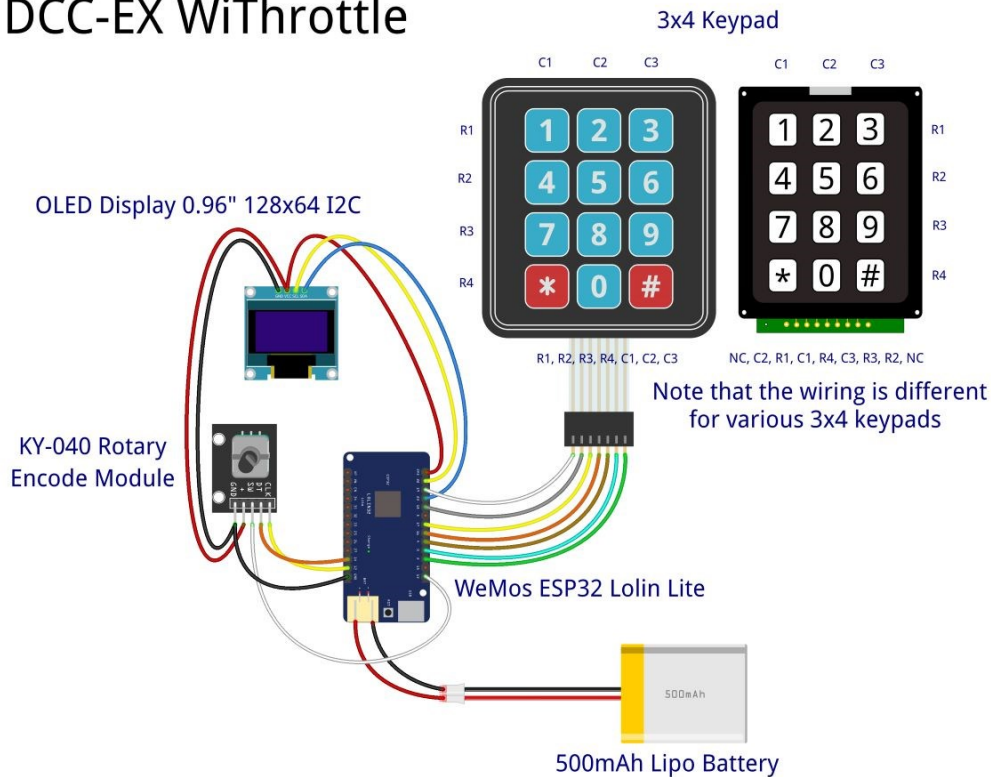 DCC-EX WiThrottle
3x4 Keypad
C1 C2 C3
C1 C2 C3
R1 1 2 3
1 2 3 R1
R2 4 5 6
4 5 6 R2
OLED Display 0.96" 128x64 I2C
R3 7 8 9
7 8 9 R3
R4 * 0 #
* 0 # R4
R1, R2, R3, R4, C1, C2, C3
NC, C2, R1, C1, R4, C3, R3, R2, NC
Note that the wiring is different
for various 3x4 keypads
KY-040 Rotary
Encode Module
GND + SW DT CLK
LOLIN32
WeMos ESP32 Lolin Lite
500mAh
500mAh Lipo Battery